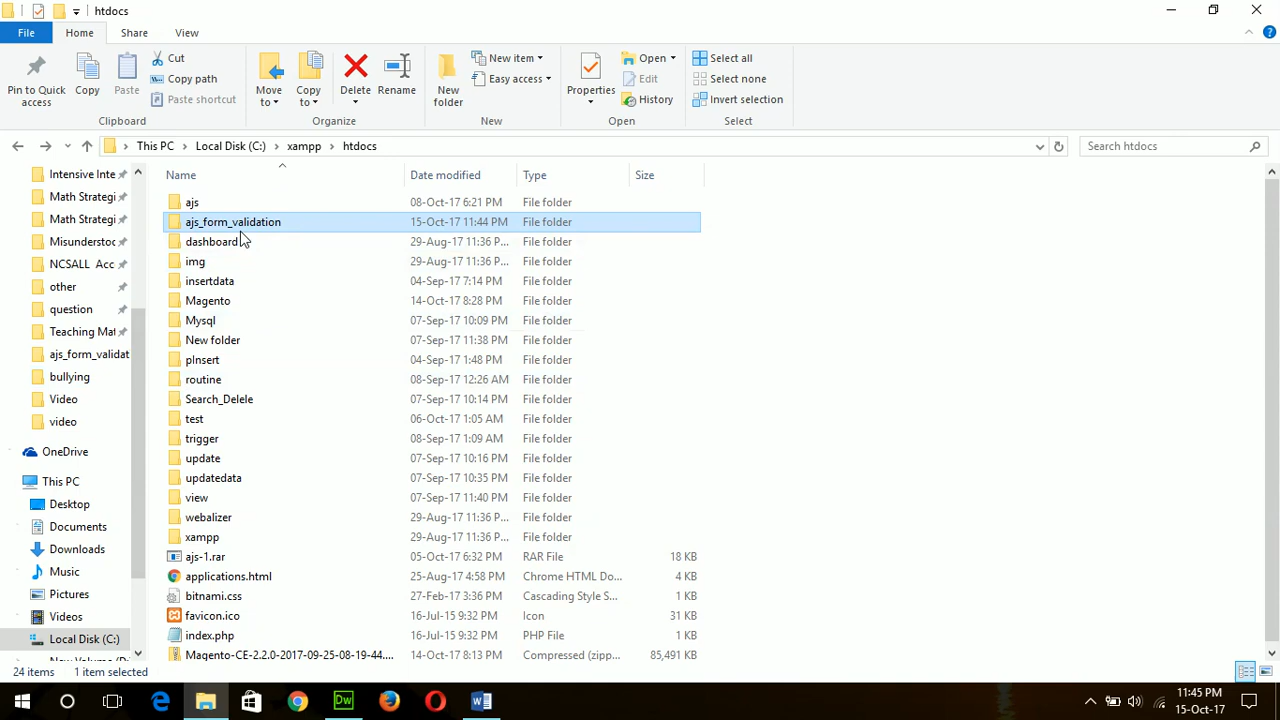 htdocs
File Home Share View
Pin to Quick access
Copy
Paste
Cut
Copy path
Paste shortcut
Clipboard
Move to
Copy to
Delete
Rename
Organize
New folder
New item
Easy access
New
Properties
Open
Edit
History
Open
Select all
Select none
Invert selection
Select
This PC Local Disk (C:) xampp htdocs
Search htdocs
Intensive Inte
Math Strategi
Math Strategi
Misunderstoo
NCSALL Acc
other
question
Teaching Mat
ajs_form_validat
bullying
Video
video
OneDrive
This PC
Desktop
Documents
Downloads
Music
Pictures
Videos
Local Disk (C:)
Name Date modified Type Size
ajs 08-Oct-17 6:21 PM File folder
ajs_form_validation 15-Oct-17 11:44 PM File folder
dashboard 29-Aug-17 11:36 P... File folder
img 29-Aug-17 11:36 P... File folder
insertdata 04-Sep-17 7:14 PM File folder
Magento 14-Oct-17 8:28 PM File folder
Mysql 07-Sep-17 10:09 PM File folder
New folder 07-Sep-17 11:38 PM File folder
pInsert 04-Sep-17 1:48 PM File folder
routine 08-Sep-17 12:26 AM File folder
Search_Delele 07-Sep-17 10:14 PM File folder
test 06-Oct-17 1:05 AM File folder
trigger 08-Sep-17 1:09 AM File folder
update 07-Sep-17 10:16 PM File folder
updatedata 07-Sep-17 10:35 PM File folder
view 07-Sep-17 11:40 PM File folder
webalizer 29-Aug-17 11:36 P... File folder
xampp 29-Aug-17 11:36 P... File folder
ajs-1.rar 05-Oct-17 6:32 PM RAR File 18 KB
applications.html 25-Aug-17 4:58 PM Chrome HTML Do... 4 KB
bitnami.css 27-Feb-17 3:36 PM Cascading Style S... 1 KB
favicon.ico 16-Jul-15 9:32 PM Icon 31 KB
index.php 16-Jul-15 9:32 PM PHP File 1 KB
Magento-CE-2.2.0-2017-09-25-08-19-44.... 14-Oct-17 8:13 PM Compressed (zipp... 85,491 KB
24 items 1 item selected
Dw
11:45 PM
15-Oct-17